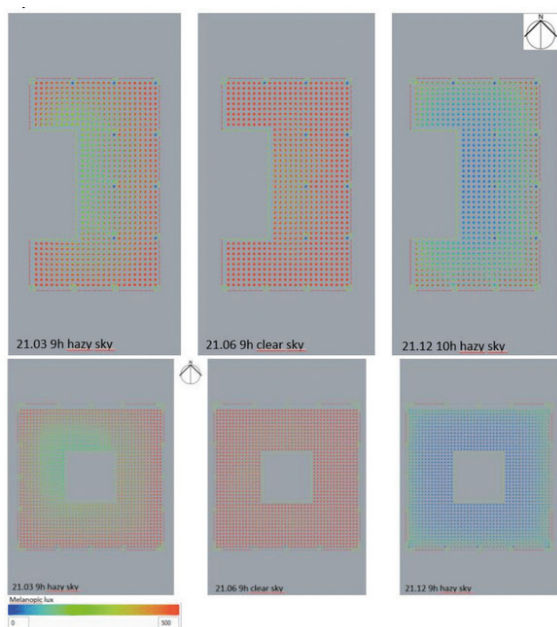 N
21.03 9h hazy sky
21.06 9h clear sky
21.12 10h hazy sky
N
21.03 9h hazy sky
21.06 9h clear sky
21.12 9h hazy sky
Melanopic lux
0
500